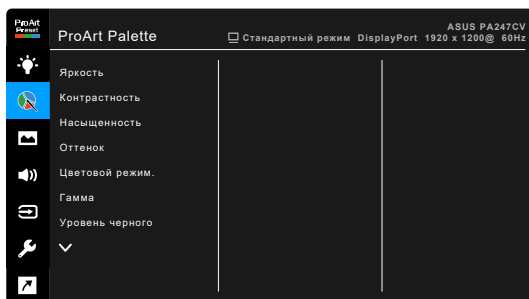 ProArt
Preset
ProArt Palette
ASUS PA247CV
Стандартный режим DisplayPort 1920 x 1200@ 60Hz
Яркость
Контрастность
Насыщенность
Оттенок
Цветовой режим.
Гамма
Уровень черного